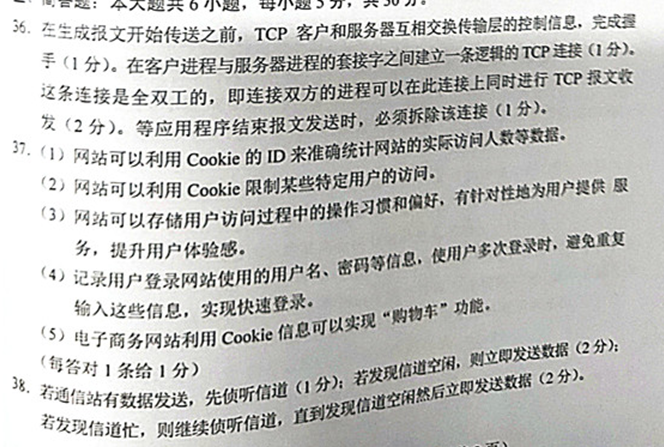 简答题：本大题共 6 小题，每小题 5 分，共 30 分。
36. 在生成报文开始传送之前，TCP 客户和服务器互相交换传输层的控制信息，完成握
手（1 分）。在客户进程与服务器进程的套接字之间建立一条逻辑的 TCP 连接（1 分）。
这条连接是全双工的，即连接双方的进程可以在此连接上同时进行 TCP 报文收
发（2 分）。等应用程序结束报文发送时，必须拆除该连接（1 分）。
37.（1）网站可以利用 Cookie 的 ID 来准确统计网站的实际访问人数等数据。
（2）网站可以利用 Cookie 限制某些特定用户的访问。
（3）网站可以存储用户访问过程中的操作习惯和偏好，有针对性地为用户提供 服
务，提升用户体验感。
（4）记录用户登录网站使用的用户名、密码等信息，使用户多次登录时，避免重复
输入这些信息，实现快速登录。
（5）电子商务网站利用 Cookie 信息可以实现“购物车”功能。
（每答对 1 条给 1 分）
38. 若通信站有数据发送，先侦听信道（1 分）；若发现信道空闲，则立即发送数据（2 分）；
若发现信道忙，则继续侦听信道，直到发现信道空闲然后立即发送数据（2 分）。
页）